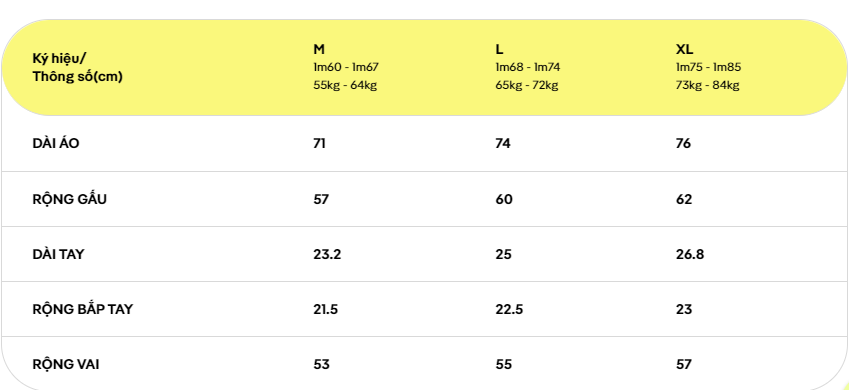 Ký hiệu/
Thông số(cm)
M
1m60 - 1m67
55kg - 64kg
L
1m68 - 1m74
65kg - 72kg
XL
1m75 - 1m85
73kg - 84kg
DÀI ÁO 71 74 76
RỘNG GẤU 57 60 62
DÀI TAY 23.2 25 26.8
RỘNG BẮP TAY 21.5 22.5 23
RỘNG VAI 53 55 57